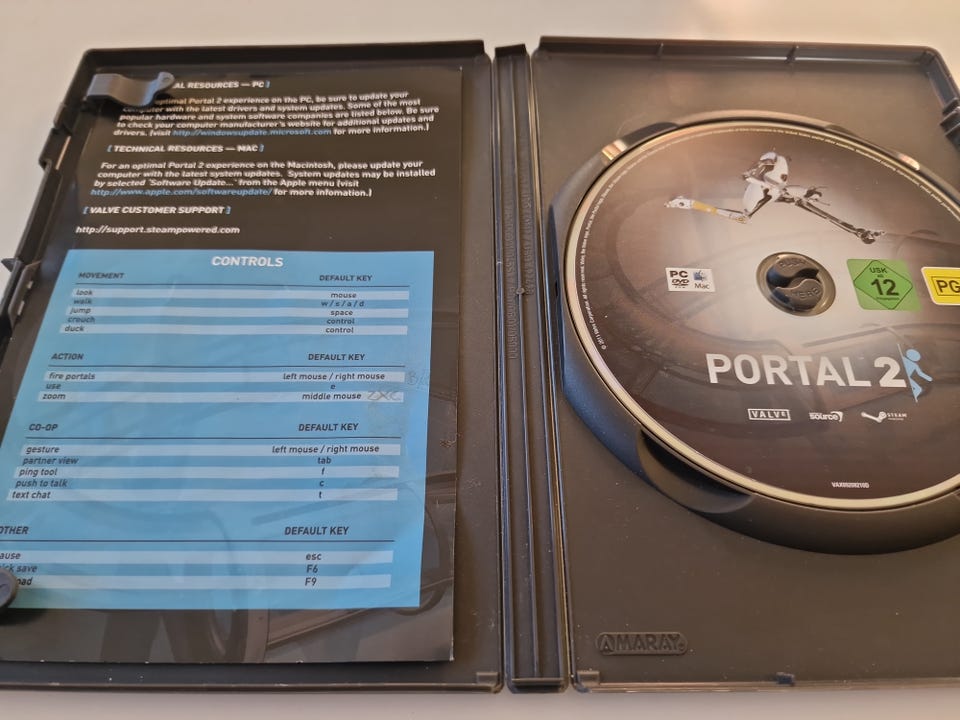 AL RESOURCES — PC ]
optimal Portal 2 experience on the PC, be sure to update your
computer with the latest drivers and system updates. Some of the most
popular hardware and system software companies are listed below. Be sure
to check your computer manufacturer's website for additional updates and
drivers. (visit http://windowsupdate.microsoft.com for more information.)
[ TECHNICAL RESOURCES — MAC ]
For an optimal Portal 2 experience on the Macintosh, please update your
computer with the latest system updates. System updates may be installed
by selected 'Software Update...' from the Apple menu (visit
http://www.apple.com/softwareupdate/ for more infomation.)
[ VALVE CUSTOMER SUPPORT ]
http://support.steampowered.com
CONTROLS
MOVEMENT DEFAULT KEY
look mouse
walk w / s / a / d
jump space
crouch control
duck control
ACTION DEFAULT KEY
fire portals left mouse / right mouse
use e
zoom middle mouse
CO-OP DEFAULT KEY
gesture left mouse / right mouse
partner view tab
ping tool f
push to talk c
text chat t
OTHER DEFAULT KEY
ause esc
ick save F6
oad F9
PC
DVD
Mac
USK
ab
12
PG
PORTAL 2
VALVE
source
STEAM
VAX05208210D
AMARAY